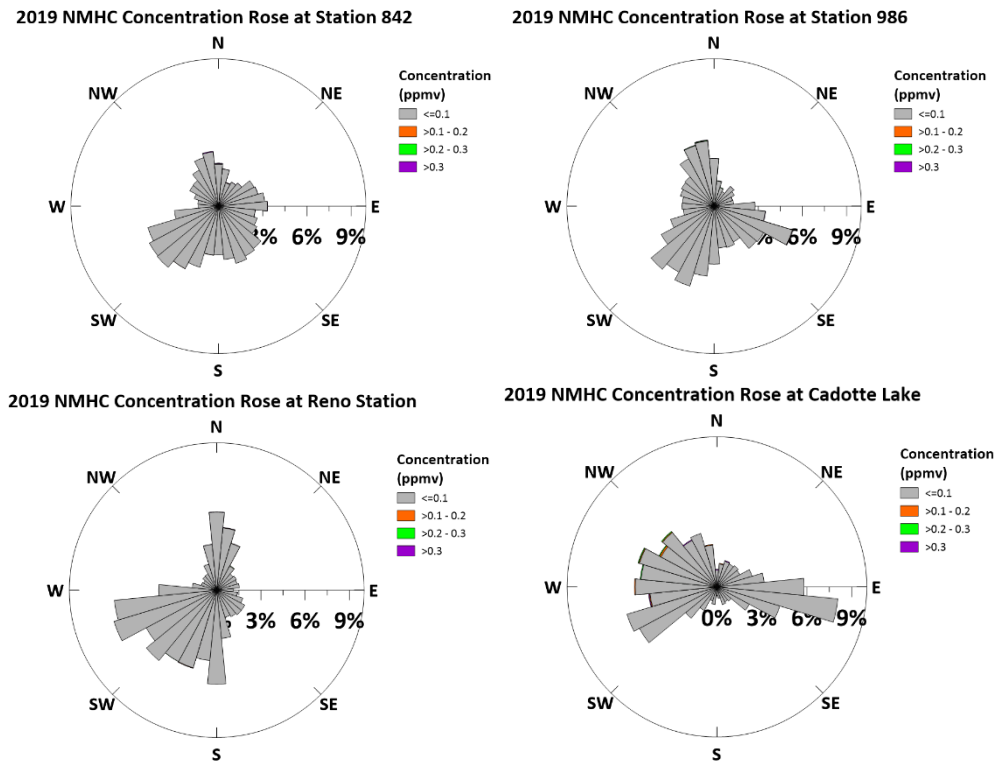 2019 NMHC Concentration Rose at Station 842
N
NW
NE
W
E
SW
SE
S
6%
9%
Concentration
(ppmv)
<=0.1
>0.1 - 0.2
>0.2 - 0.3
>0.3
2019 NMHC Concentration Rose at Station 986
N
NW
NE
W
E
SW
SE
S
6%
9%
Concentration
(ppmv)
<=0.1
>0.1 - 0.2
>0.2 - 0.3
>0.3
2019 NMHC Concentration Rose at Reno Station
N
NW
NE
W
E
SW
SE
S
3%
6%
9%
Concentration
(ppmv)
<=0.1
>0.1 - 0.2
>0.2 - 0.3
>0.3
2019 NMHC Concentration Rose at Cadotte Lake
N
NW
NE
W
E
SW
SE
S
0%
3%
6%
9%
Concentration
(ppmv)
<=0.1
>0.1 - 0.2
>0.2 - 0.3
>0.3